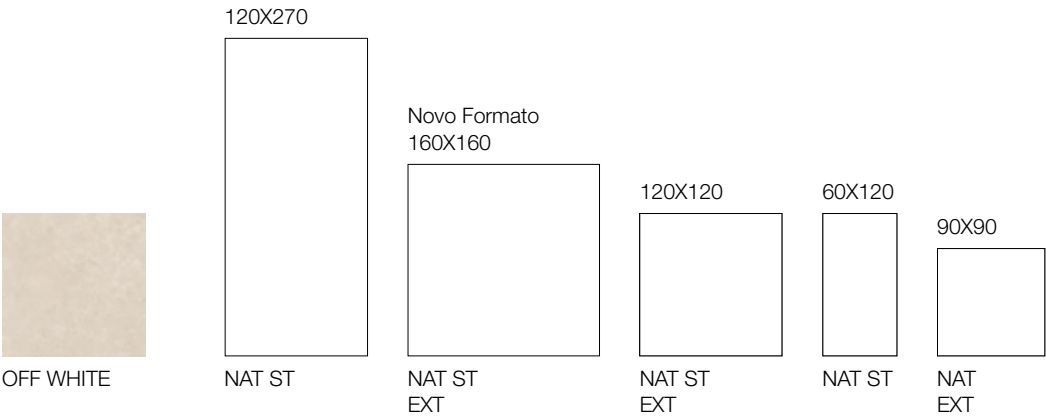 120X270
Novo Formato
160X160
120X120
60X120
90X90
OFF WHITE
NAT ST
NAT ST
EXT
NAT ST
EXT
NAT ST
NAT
EXT